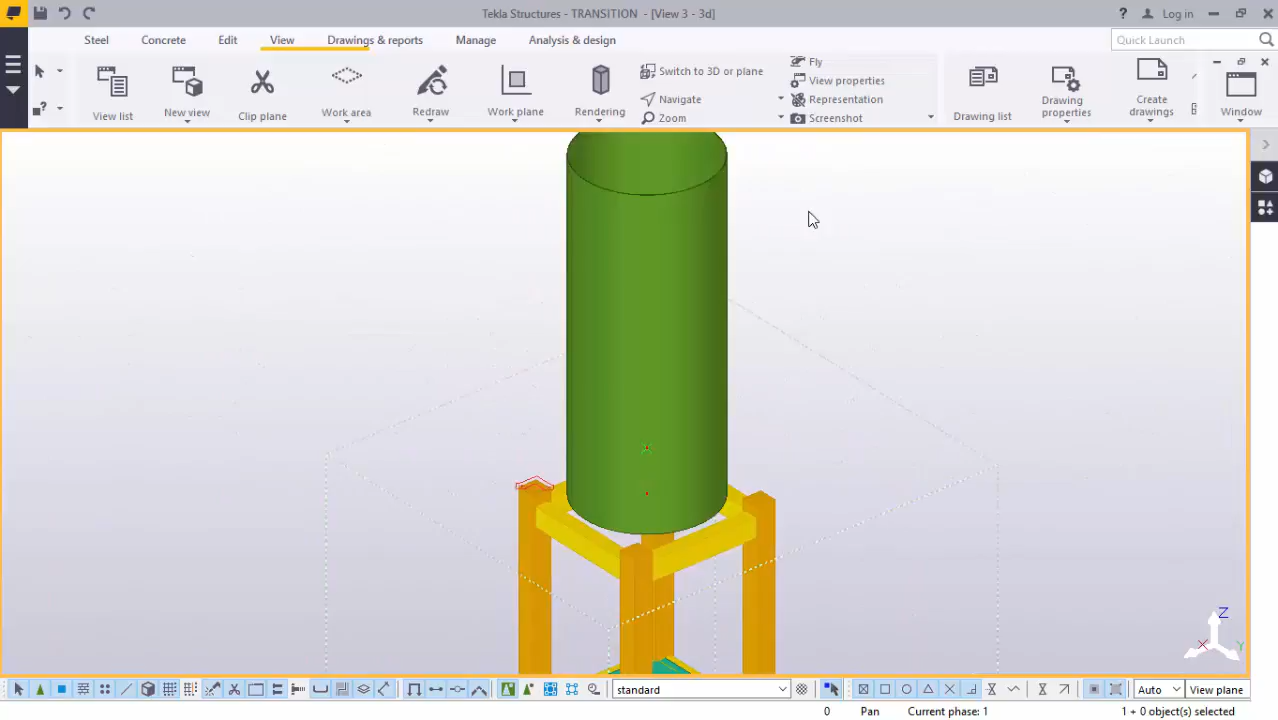 Tekla Structures - TRANSITION - [View 3 - 3d]
Log in
Steel
Concrete
Edit
View
Drawings & reports
Manage
Analysis & design
Quick Launch
View list
New view
Clip plane
Work area
Redraw
Work plane
Rendering
Switch to 3D or plane
Navigate
Zoom
Fly
View properties
Representation
Screenshot
Drawing list
Drawing
properties
Create
drawings
Window
Z
X
Y
standard
Auto
View plane
0
Pan
Current phase: 1
1 + 0 object(s) selected